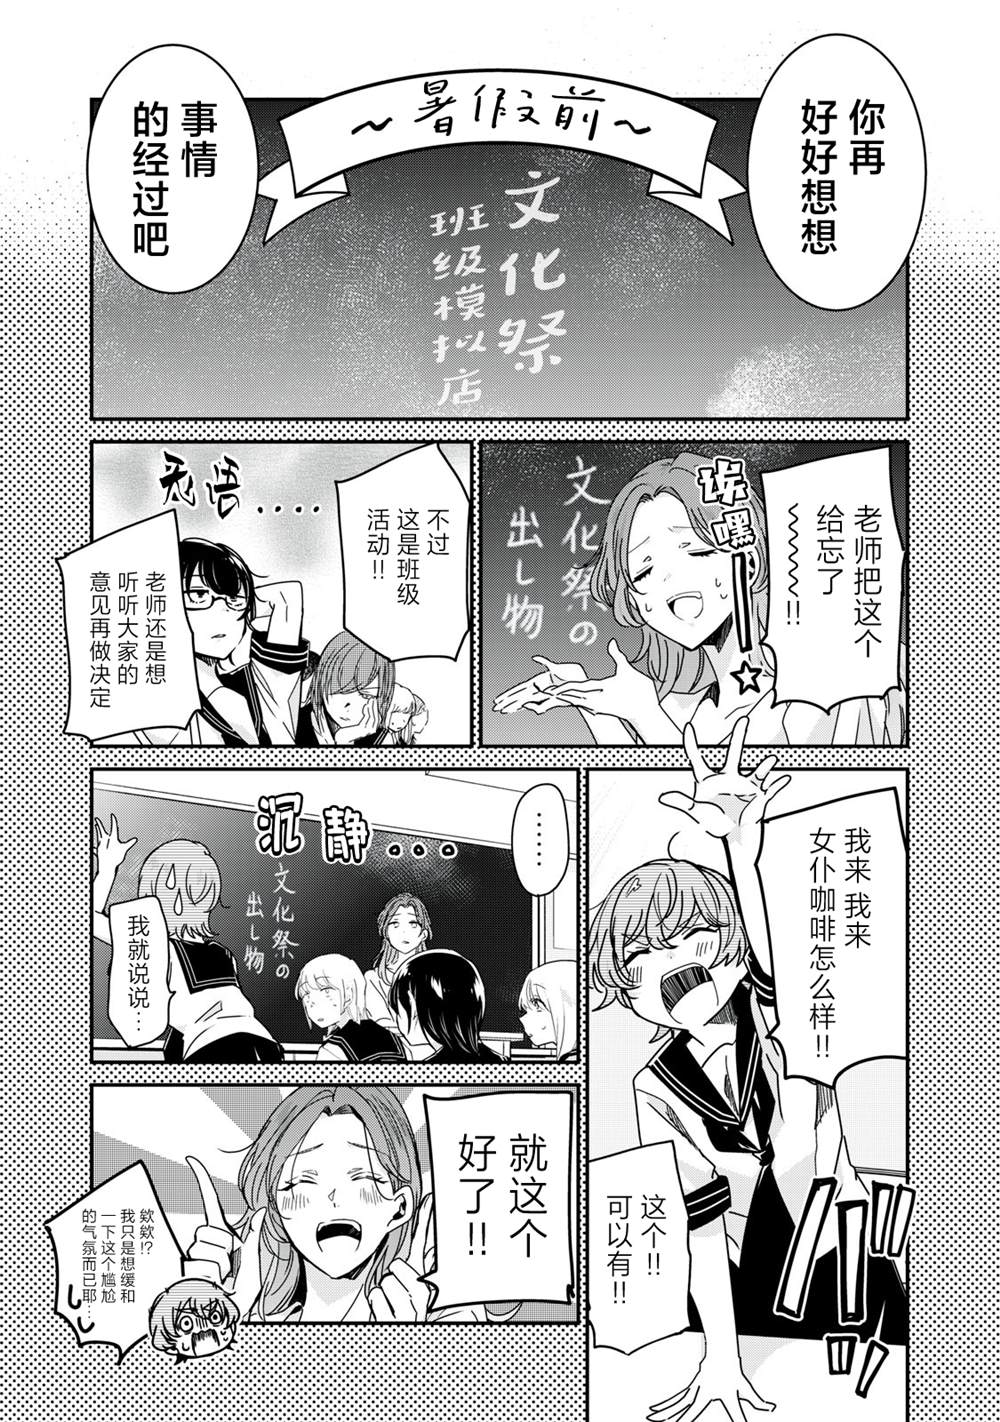 你再
好好想想
~暑假前~
事情
的经过吧
文化祭
班级模拟店
老师把这个
给忘了
~~~!!
埃嘿——☆
文化祭の
出し物
不过
这是班级
活动!!
无语....
老师还是想
听听大家的
意见再做决定
我来我来
女仆咖啡怎么样!!
这个!!
可以有!!
......
沉静...
文化祭の
出し物
我就说说…
就这个
好了!!
欸欸!?
我只是想缓和
一下这个尴尬
的气氛而已耶…